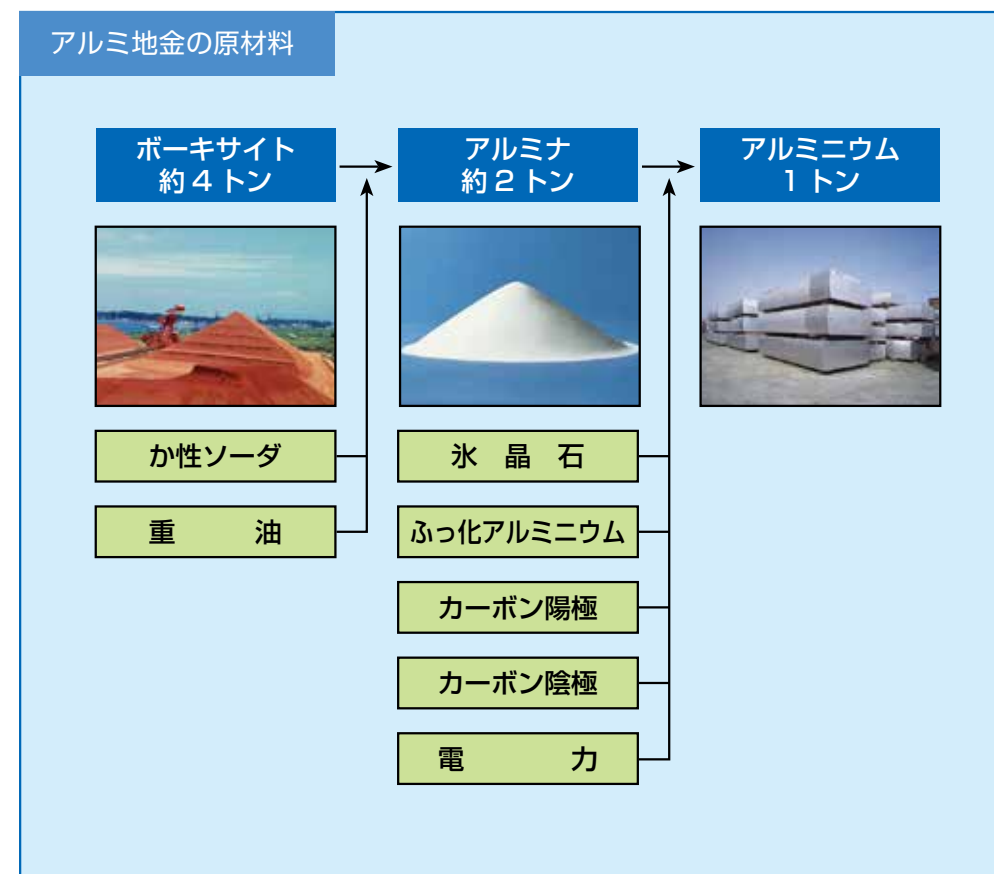 アルミ地金の原材料
ボーキサイト
約4トン
アルミナ
約2トン
アルミニウム
1トン
か性ソーダ
重油
氷晶石
ふっ化アルミニウム
カーボン陽極
カーボン陰極
電力